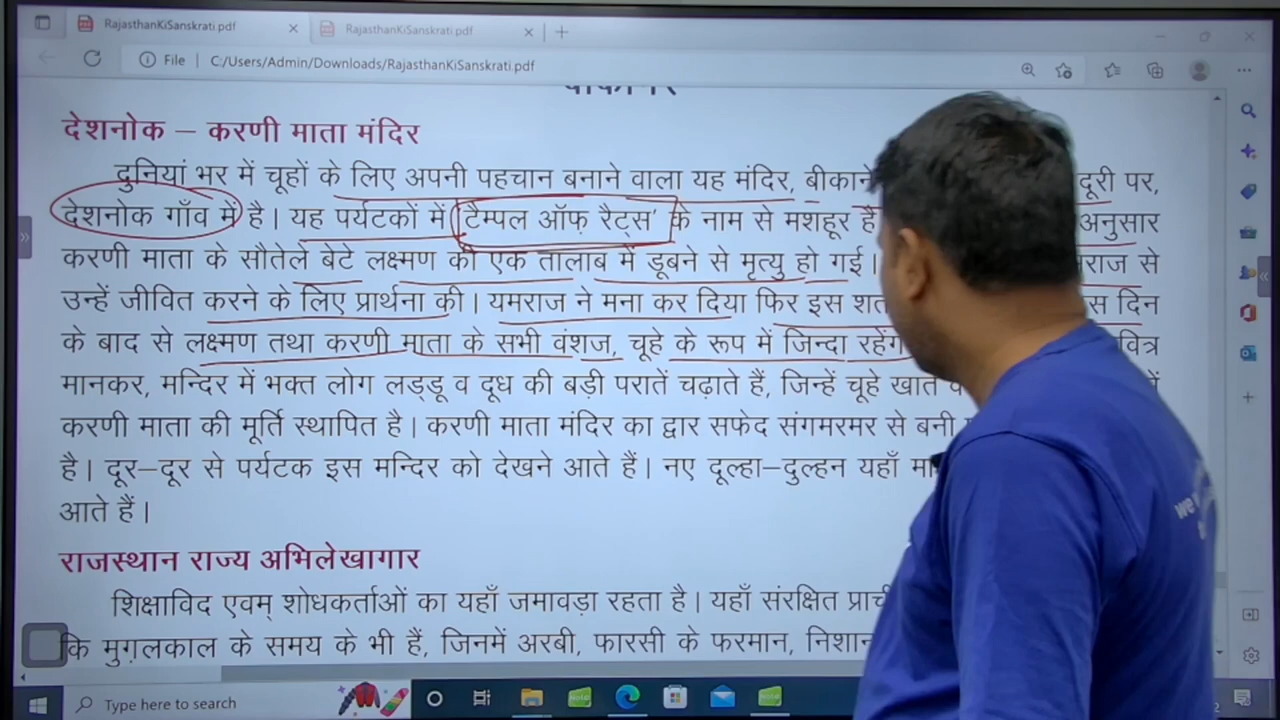 RajasthanKiSanskrati.pdf
RajasthanKiSanskrati.pdf
File | C:/Users/Admin/Downloads/RajasthanKiSanskrati.pdf
देशनोक – करणी माता मंदिर
दुनियां भर में चूहों के लिए अपनी पहचान बनाने वाला यह मंदिर, दूरी पर,
देशनोक गाँव में है। यह पर्यटकों में 'टैम्पल ऑफ़ रैट्स' के नाम से मशहूर है अनुसार
करणी माता के सौतेले बेटे लक्ष्मण की एक तालाब में डूबने से मृत्यु हो गई। से
उन्हें जीवित करने के लिए प्रार्थना की। यमराज ने मना कर दिया फिर इस दिन
के बाद से लक्ष्मण तथा करणी माता के सभी वंशज, चूहे के रूप में जिन्दा
मानकर, मन्दिर में भक्त लोग लड्डू व दूध की बड़ी परातें चढ़ाते हैं, जिन्हें चूहे
करणी माता की मूर्ति स्थापित है। करणी माता मंदिर का द्वार सफेद संगमरमर से बनी
है। दूर–दूर से पर्यटक इस मन्दिर को देखने आते हैं। नए दूल्हा–दुल्हन यहाँ
आते हैं।
राजस्थान राज्य अभिलेखागार
शिक्षाविद एवम् शोधकर्ताओं का यहाँ जमावड़ा रहता है। यहाँ संरक्षित
कि मुग़लकाल के समय के भी हैं, जिनमें अरबी, फारसी के फरमान,
Type here to search